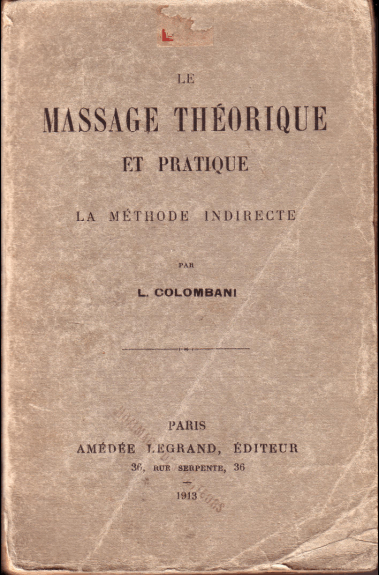 LE
MASSAGE THÉORIQUE
ET PRATIQUE
LA MÉTHODE INDIRECTE
PAR
L. COLOMBANI
PARIS
AMÉDÉE LEGRAND, ÉDITEUR
36, RUE SERPENTE, 36
1913